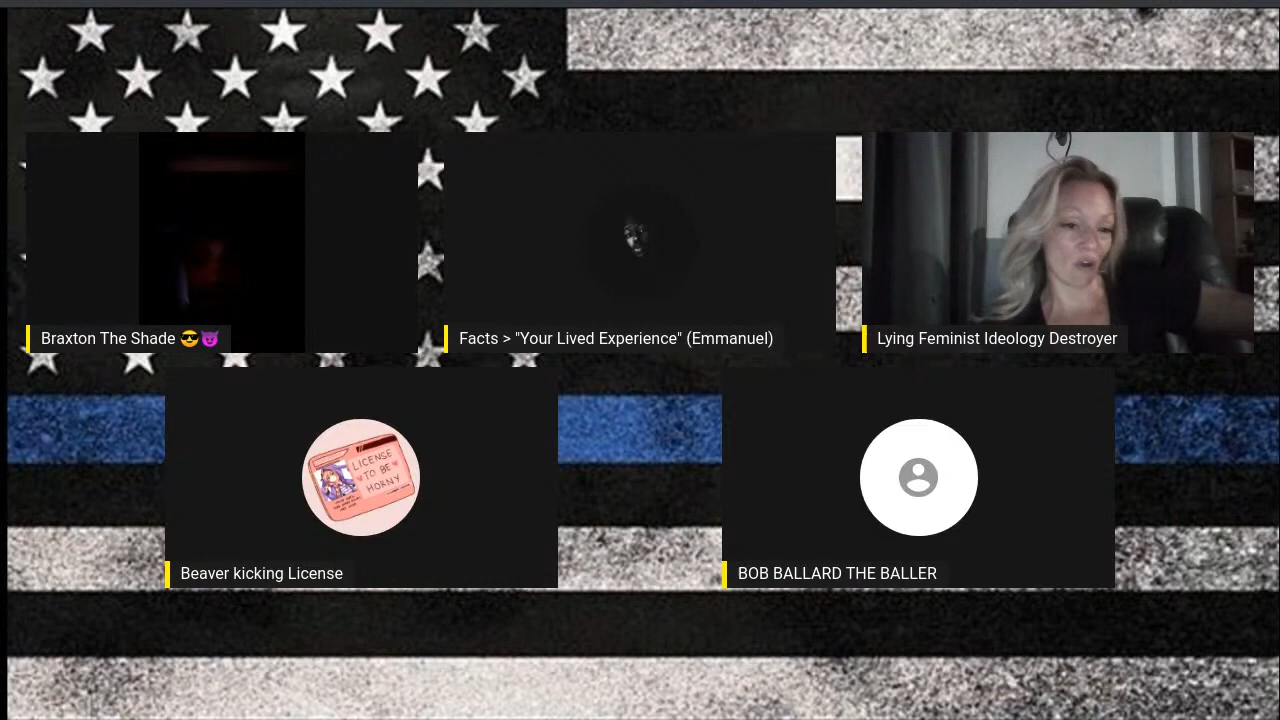 Braxton The Shade 😎😈
Facts > "Your Lived Experience" (Emmanuel)
Lying Feminist Ideology Destroyer
LICENSE
TO BE
HORNY
Beaver kicking License
BOB BALLARD THE BALLER